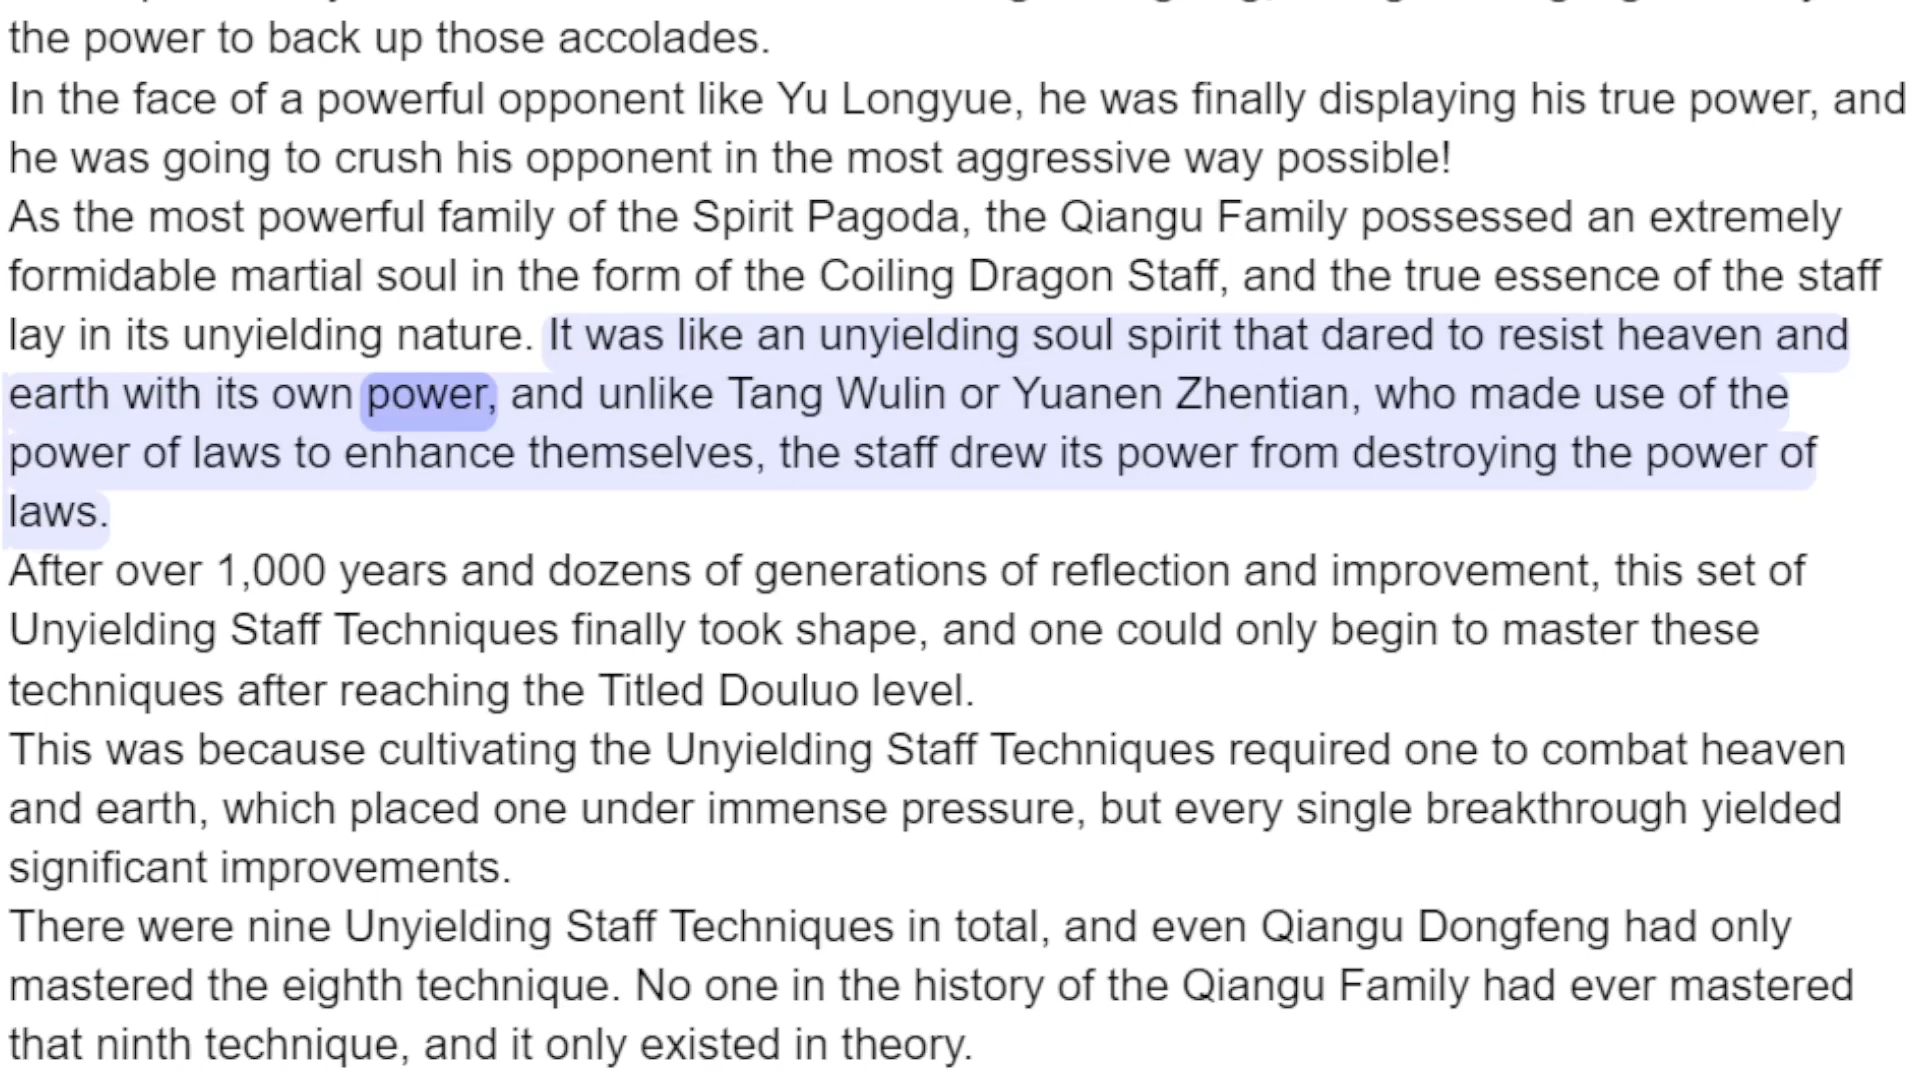 the power to back up those accolades.
In the face of a powerful opponent like Yu Longyue, he was finally displaying his true power, and
he was going to crush his opponent in the most aggressive way possible!
As the most powerful family of the Spirit Pagoda, the Qiangu Family possessed an extremely
formidable martial soul in the form of the Coiling Dragon Staff, and the true essence of the staff
lay in its unyielding nature. It was like an unyielding soul spirit that dared to resist heaven and
earth with its own power, and unlike Tang Wulin or Yuanen Zhentian, who made use of the
power of laws to enhance themselves, the staff drew its power from destroying the power of
laws.
After over 1,000 years and dozens of generations of reflection and improvement, this set of
Unyielding Staff Techniques finally took shape, and one could only begin to master these
techniques after reaching the Titled Douluo level.
This was because cultivating the Unyielding Staff Techniques required one to combat heaven
and earth, which placed one under immense pressure, but every single breakthrough yielded
significant improvements.
There were nine Unyielding Staff Techniques in total, and even Qiangu Dongfeng had only
mastered the eighth technique. No one in the history of the Qiangu Family had ever mastered
that ninth technique, and it only existed in theory.